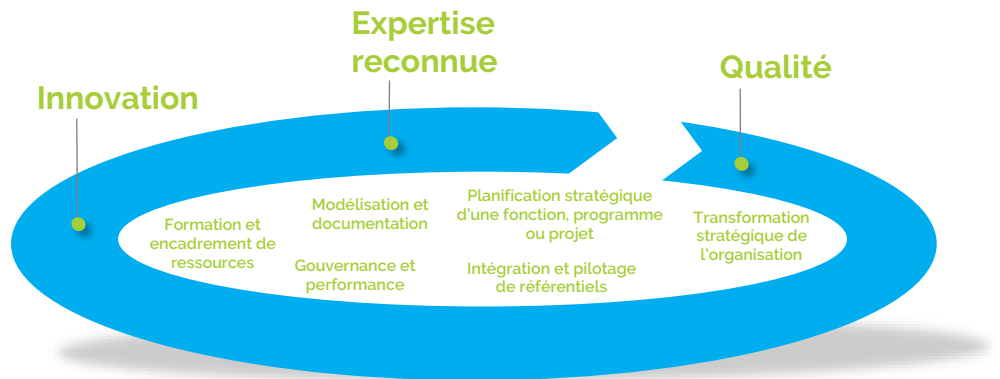 Expertise
reconnue
Qualité
Innovation
Formation et
encadrement de
ressources
Modélisation et
documentation
Gouvernance et
performance
Planification stratégique
d'une fonction, programme
ou projet
Intégration et pilotage
de référentiels
Transformation
stratégique de
l'organisation